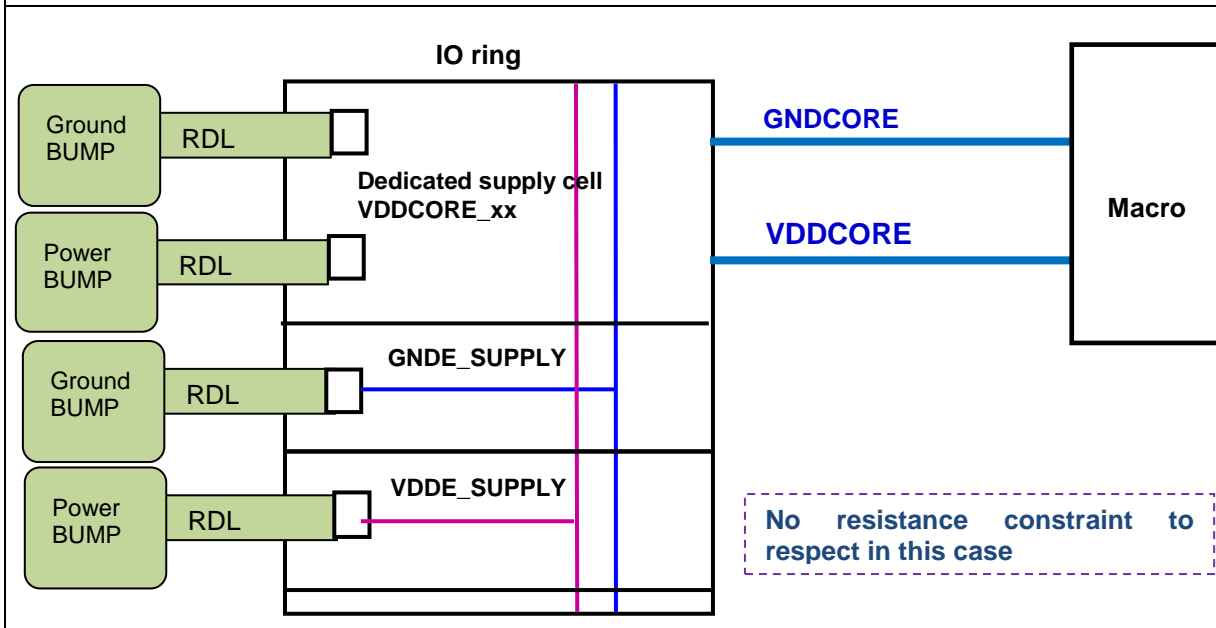 IO ring
Ground
BUMP
RDL
GNDCORE
Dedicated supply cell
VDDCORE_xx
Macro
Power
BUMP
RDL
VDDCORE
Ground
BUMP
RDL
GNDE_SUPPLY
Power
BUMP
RDL
VDDE_SUPPLY
No resistance constraint to
respect in this case